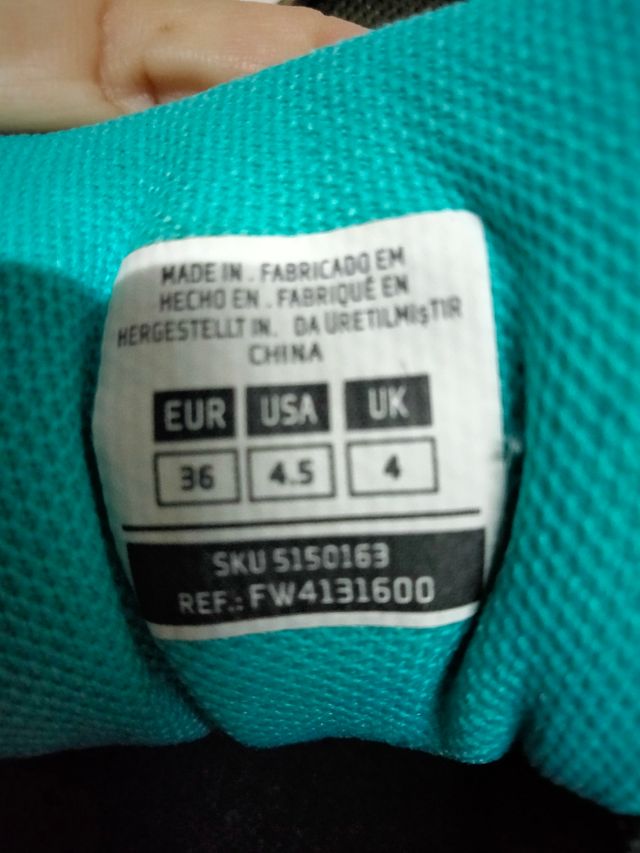 MADE IN . FABRICADO EM
HECHO EN . FABRIQUÉ EN
HERGESTELLT IN. DA ÜRETILMIŞTIR
CHINA
EUR USA UK
36 4.5 4
SKU 5150163
REF.: FW4131600